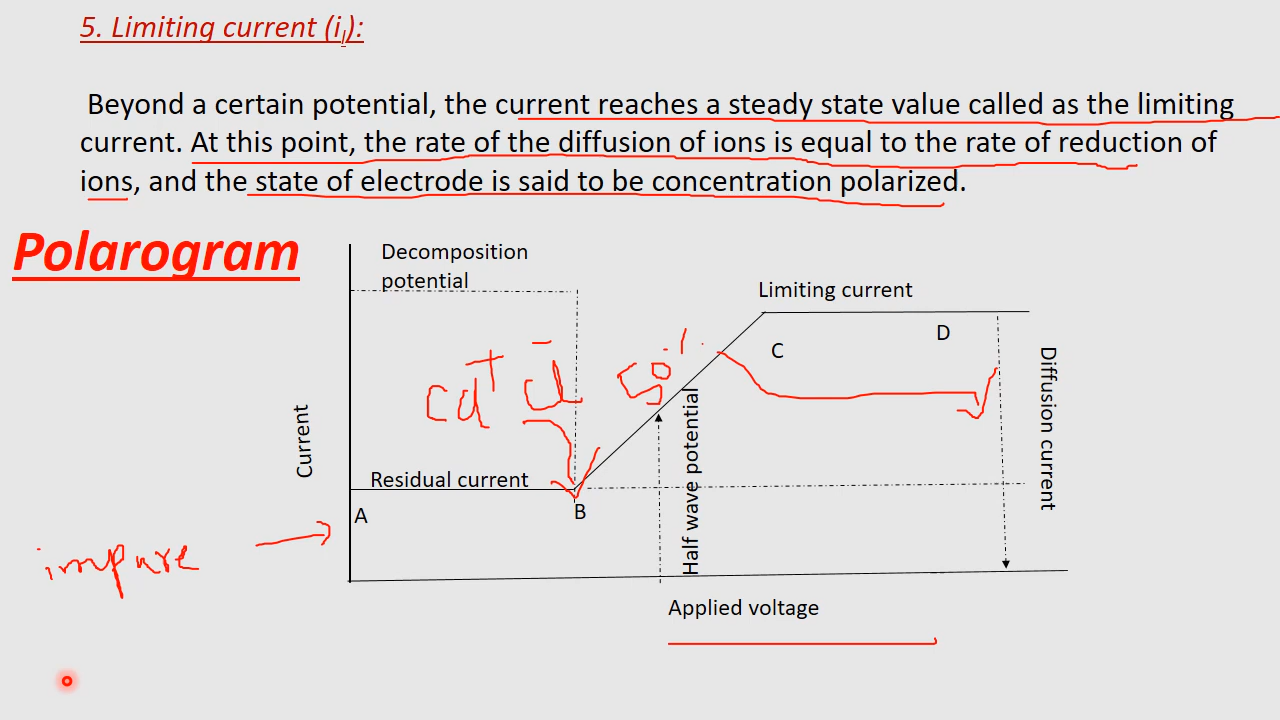 5. Limiting current (il):
Beyond a certain potential, the current reaches a steady state value called as the limiting
current. At this point, the rate of the diffusion of ions is equal to the rate of reduction of
ions, and the state of electrode is said to be concentration polarized.
Polarogram
Decomposition
potential
Limiting current
D
C
50%
Cd+ Cl-
Current
Half wave potential
Diffusion current
Residual current
A
B
impure
Applied voltage